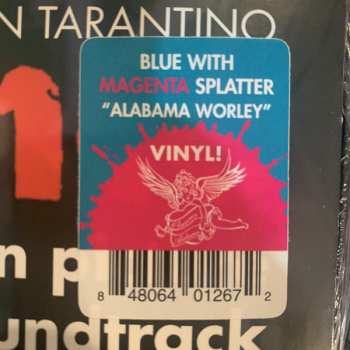 N TARANTINO
BLUE WITH
MAGENTA SPLATTER
"ALABAMA WORLEY"
VINYL!
n p
8 48064 01267 2
undtrack